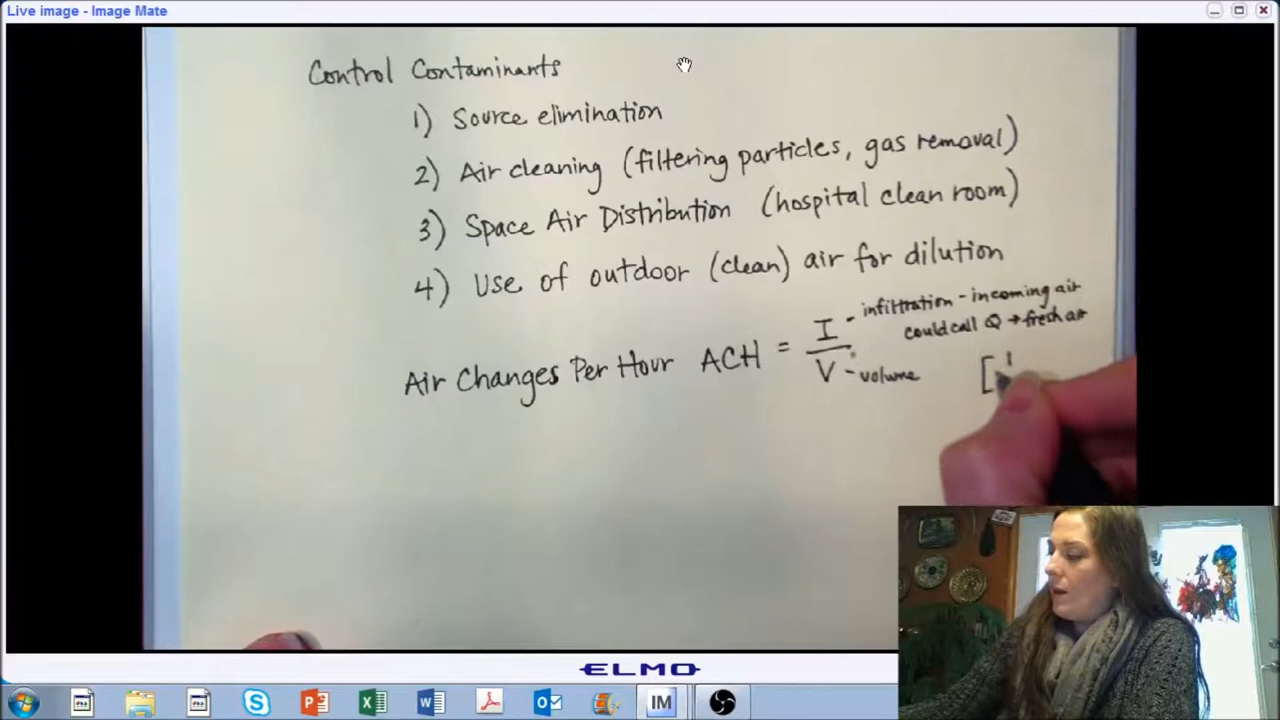 Live image - Image Mate
Control Contaminants
1) Source elimination
2) Air cleaning (filtering particles, gas removal)
3) Space Air Distribution (hospital clean room)
4) Use of outdoor (clean) air for dilution
Air Changes Per Hour ACH = I / V
- infiltration - incoming air
could call Q → fresh air
- volume
[1
ELMO
IM